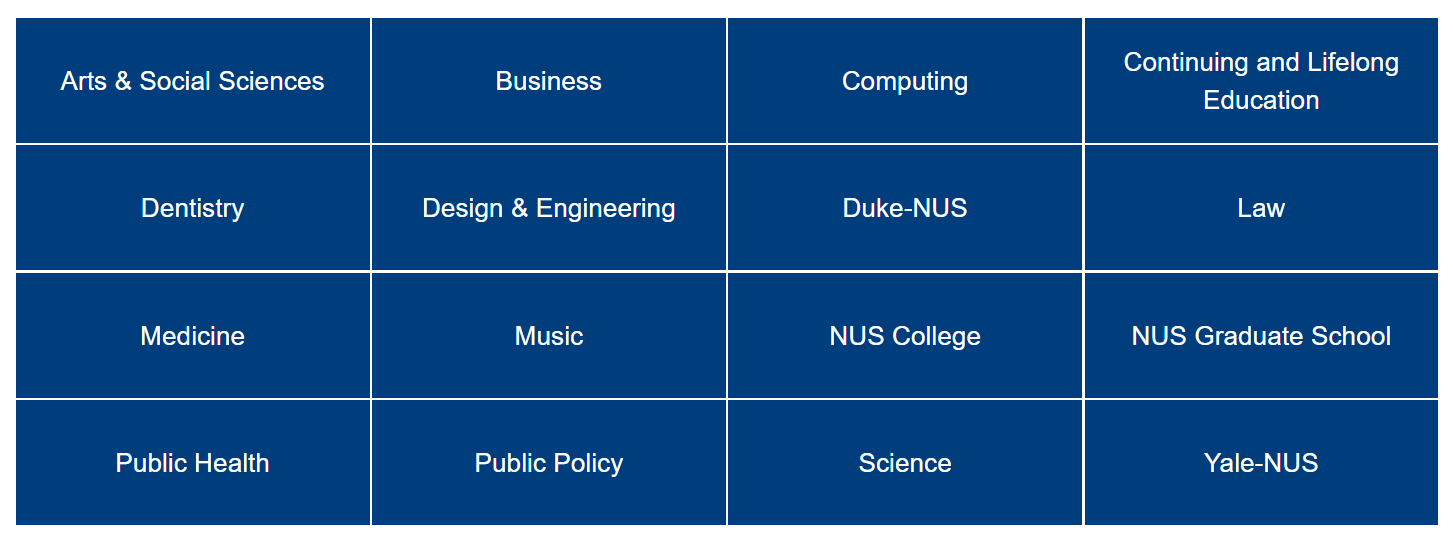 Arts & Social Sciences
Business
Computing
Continuing and Lifelong
Education
Dentistry
Design & Engineering
Duke-NUS
Law
Medicine
Music
NUS College
NUS Graduate School
Public Health
Public Policy
Science
Yale-NUS